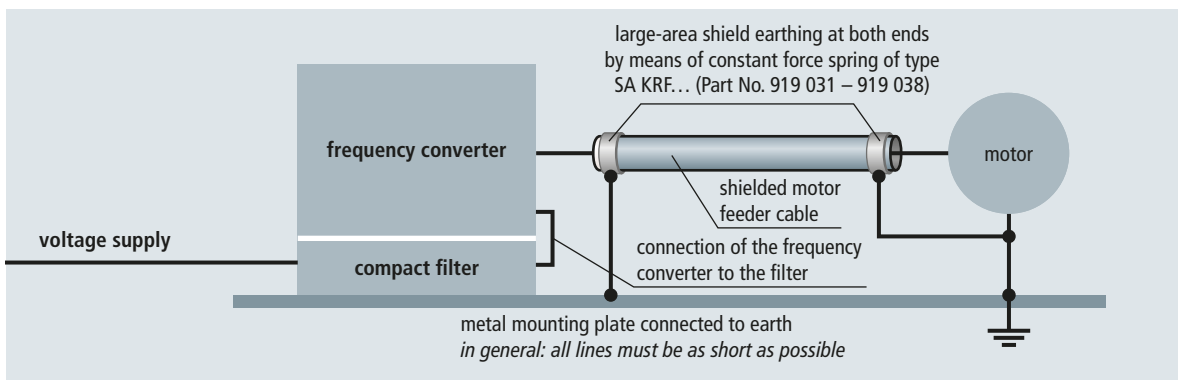 large-area shield earthing at both ends
by means of constant force spring of type
SA KRF… (Part No. 919 031 – 919 038)
frequency converter
motor
shielded motor
feeder cable
voltage supply
connection of the frequency
converter to the filter
compact filter
metal mounting plate connected to earth
in general: all lines must be as short as possible